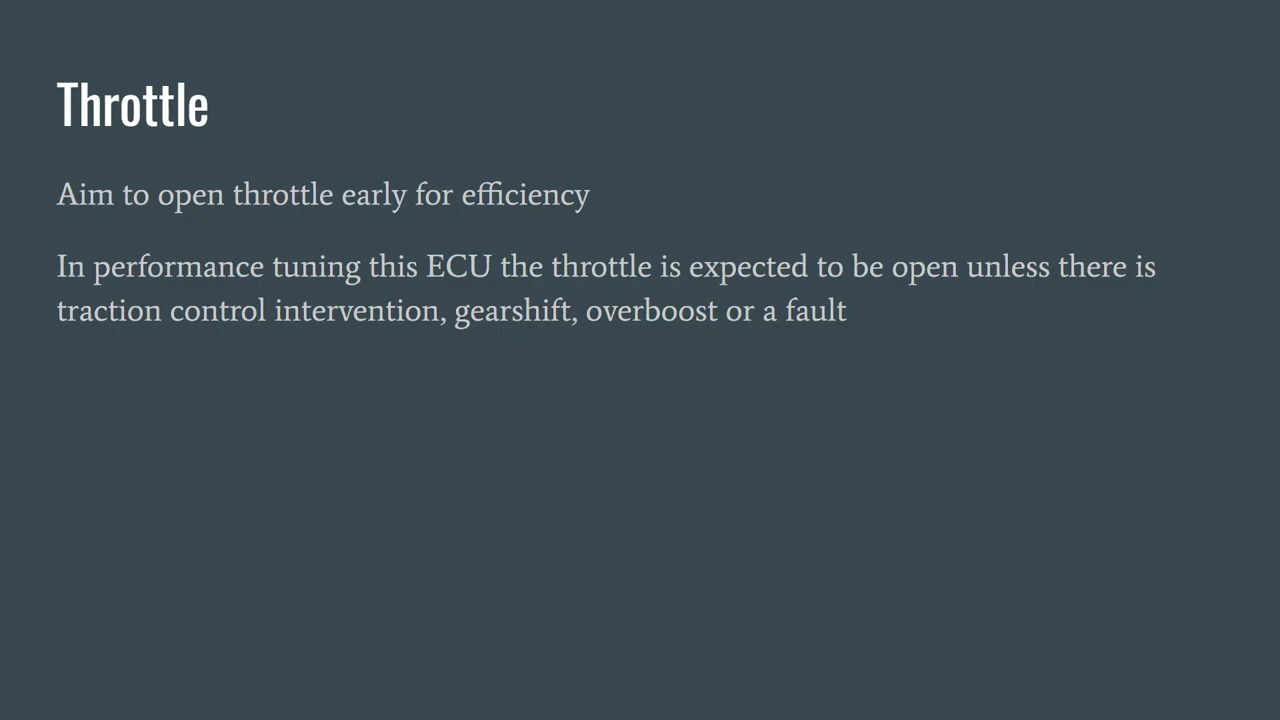 Throttle
Aim to open throttle early for efficiency
In performance tuning this ECU the throttle is expected to be open unless there is
traction control intervention, gearshift, overboost or a fault